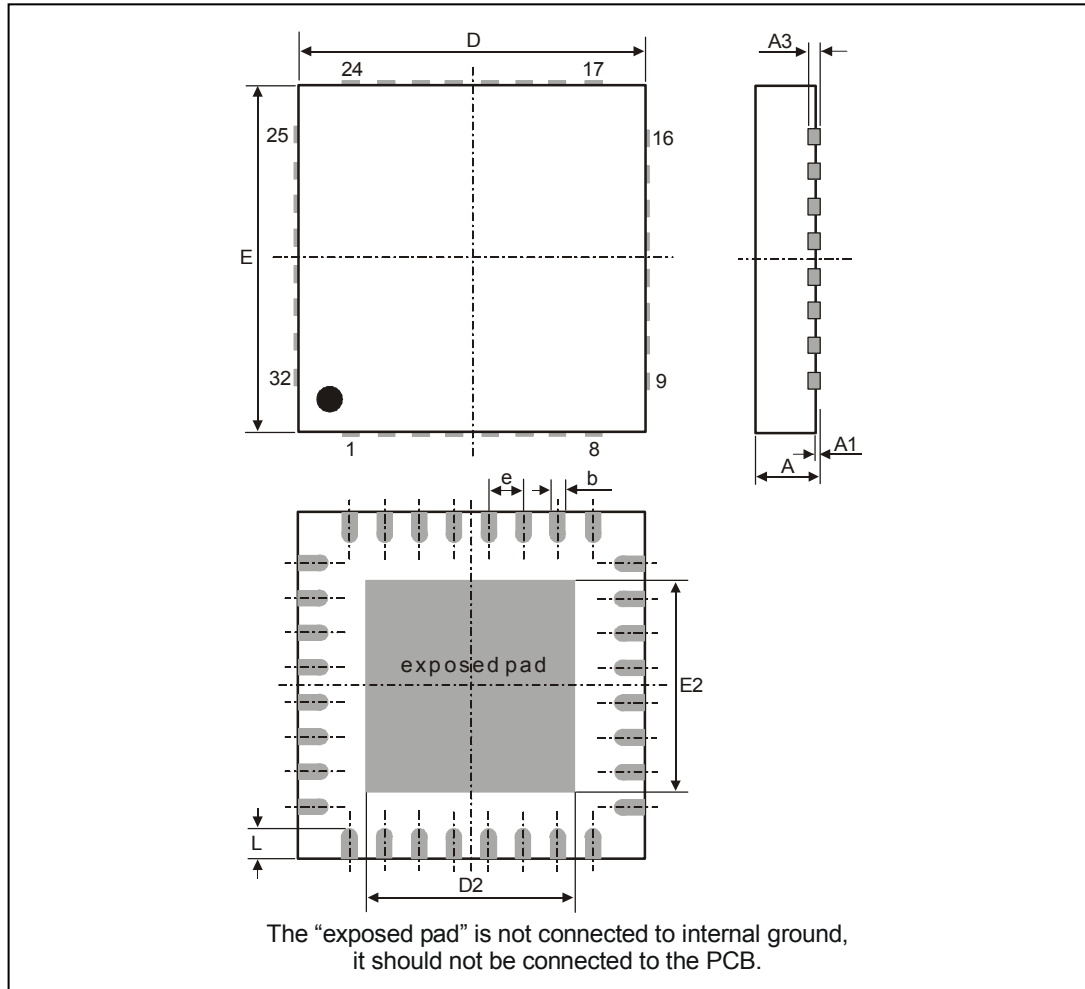 D
A3
24
17
25
16
E
32
9
1
8
A1
A
e
b
exposed pad
E2
L
D2
The “exposed pad” is not connected to internal ground,
it should not be connected to the PCB.